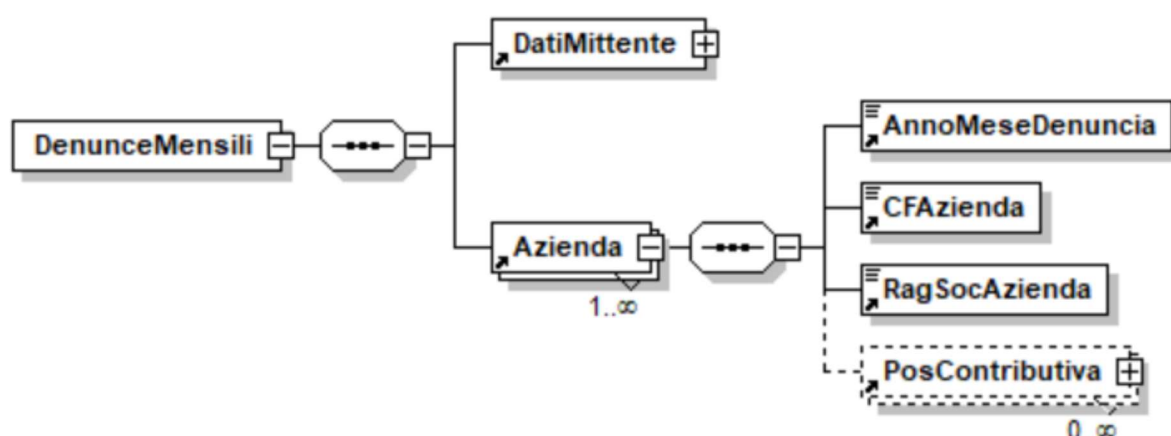 DatiMittente
DenunceMensili
AnnoMeseDenuncia
CFAzienda
Azienda
1..∞
RagSocAzienda
PosContributiva
0..∞